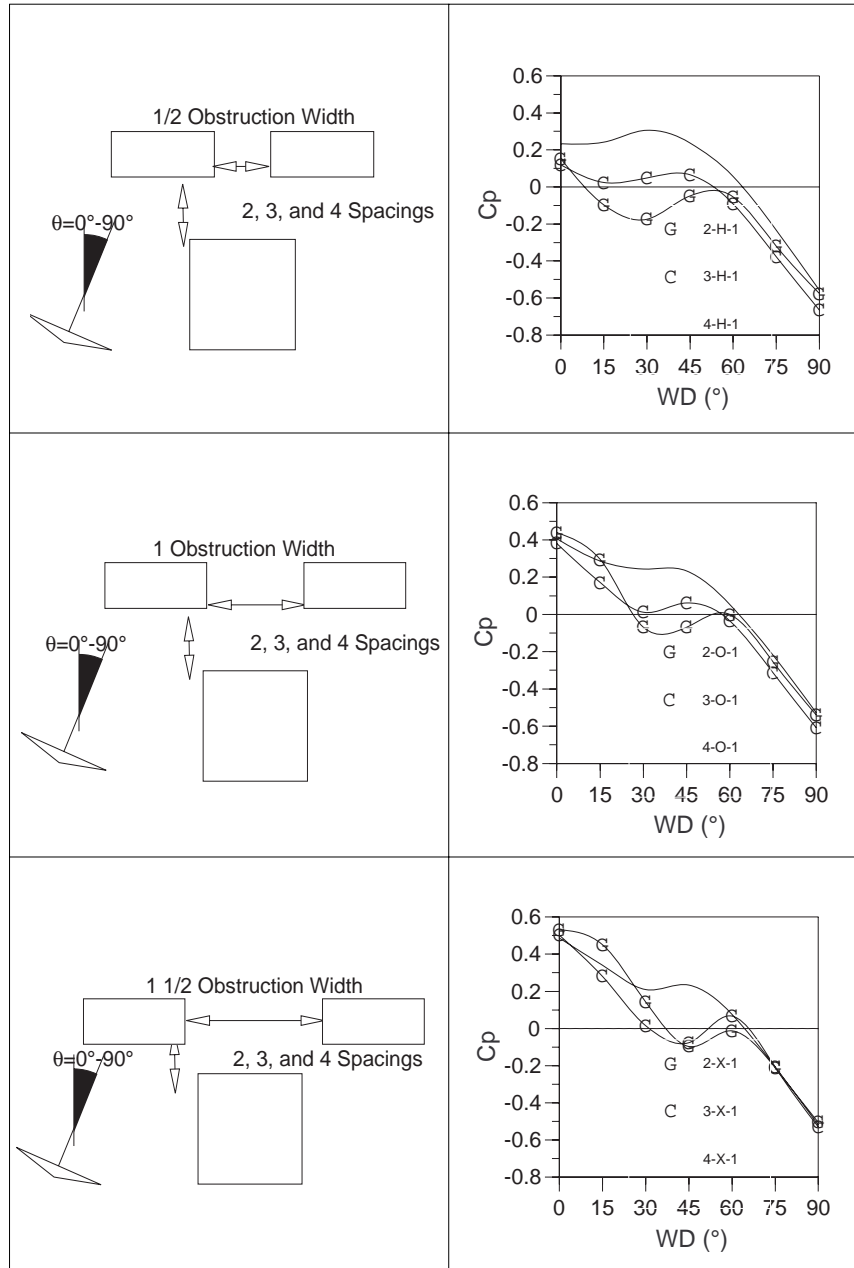 1/2 Obstruction Width
2, 3, and 4 Spacings
θ=0°-90°
0.6
0.4
0.2
0
-0.2
-0.4
-0.6
-0.8
Cp
G 2-H-1
C 3-H-1
4-H-1
0 15 30 45 60 75 90
WD (°)
1 Obstruction Width
2, 3, and 4 Spacings
θ=0°-90°
0.6
0.4
0.2
0
-0.2
-0.4
-0.6
-0.8
Cp
G 2-O-1
C 3-O-1
4-O-1
0 15 30 45 60 75 90
WD (°)
1 1/2 Obstruction Width
2, 3, and 4 Spacings
θ=0°-90°
0.6
0.4
0.2
0
-0.2
-0.4
-0.6
-0.8
Cp
G 2-X-1
C 3-X-1
4-X-1
0 15 30 45 60 75 90
WD (°)